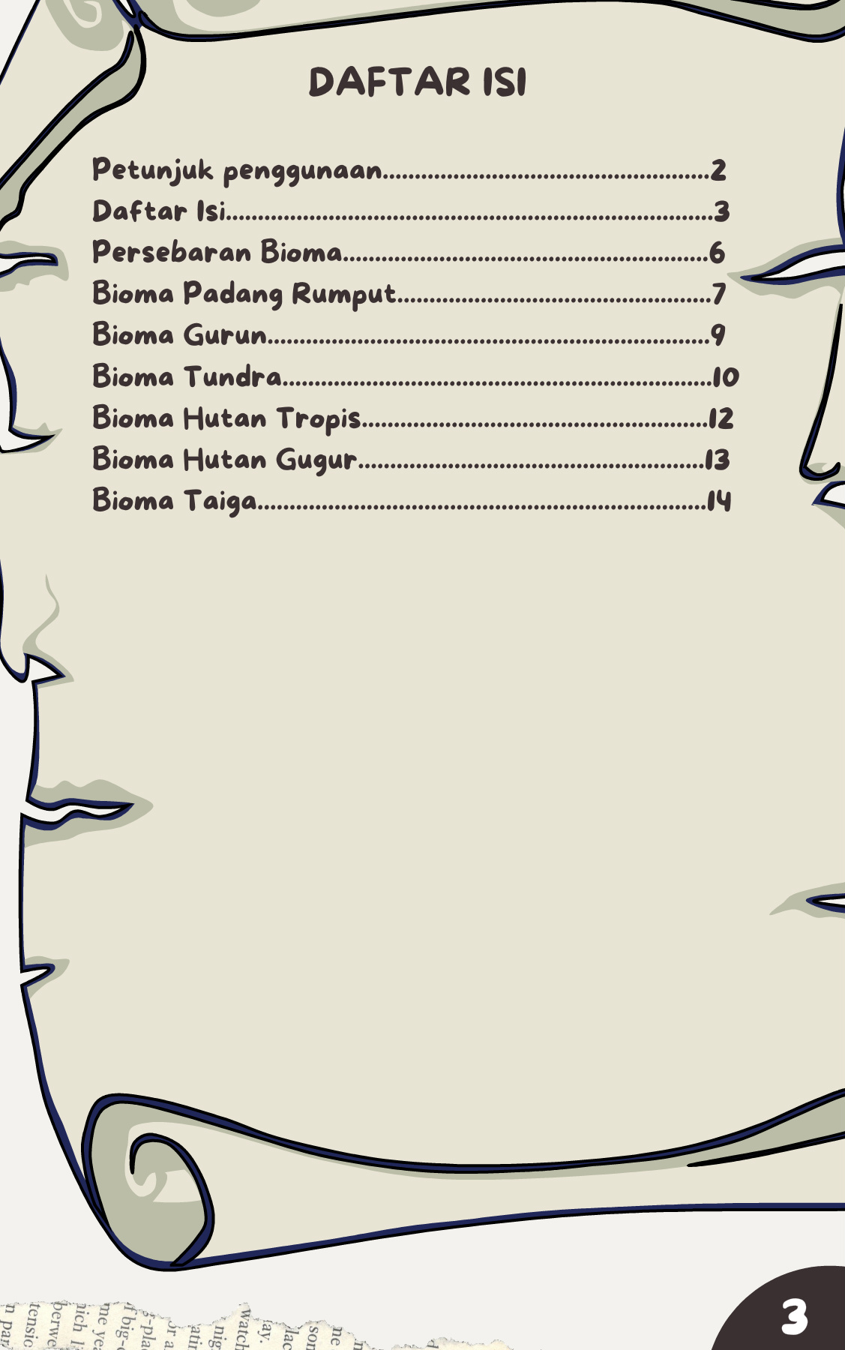 DAFTAR ISI
Petunjuk penggunaan...................................................2
Daftar Isi............................................................................3
Persebaran Bioma.........................................................6
Bioma Padang Rumput.................................................7
Bioma Gurun.....................................................................9
Bioma Tundra...................................................................10
Bioma Hutan Tropis......................................................12
Bioma Hutan Gugur......................................................13
Bioma Taiga......................................................................14
3